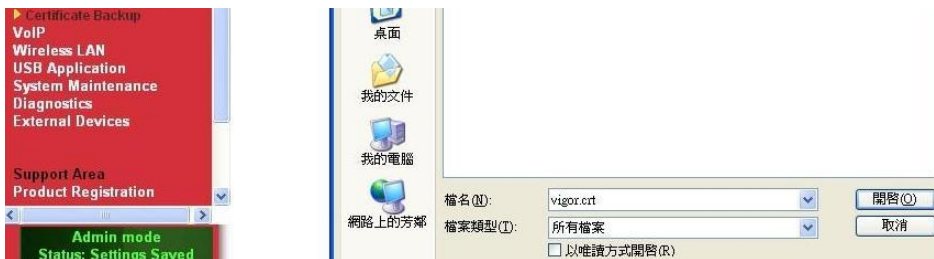 Certificate Backup
VoIP
Wireless LAN
USB Application
System Maintenance
Diagnostics
External Devices
Support Area
Product Registration
Admin mode
Status: Settings Saved
桌面
我的文件
我的電腦
網路上的芳鄰
檔名(N):
vigor.crt
開啓(O)
檔案類型(T):
所有檔案
取消
以唯讀方式開啓(R)